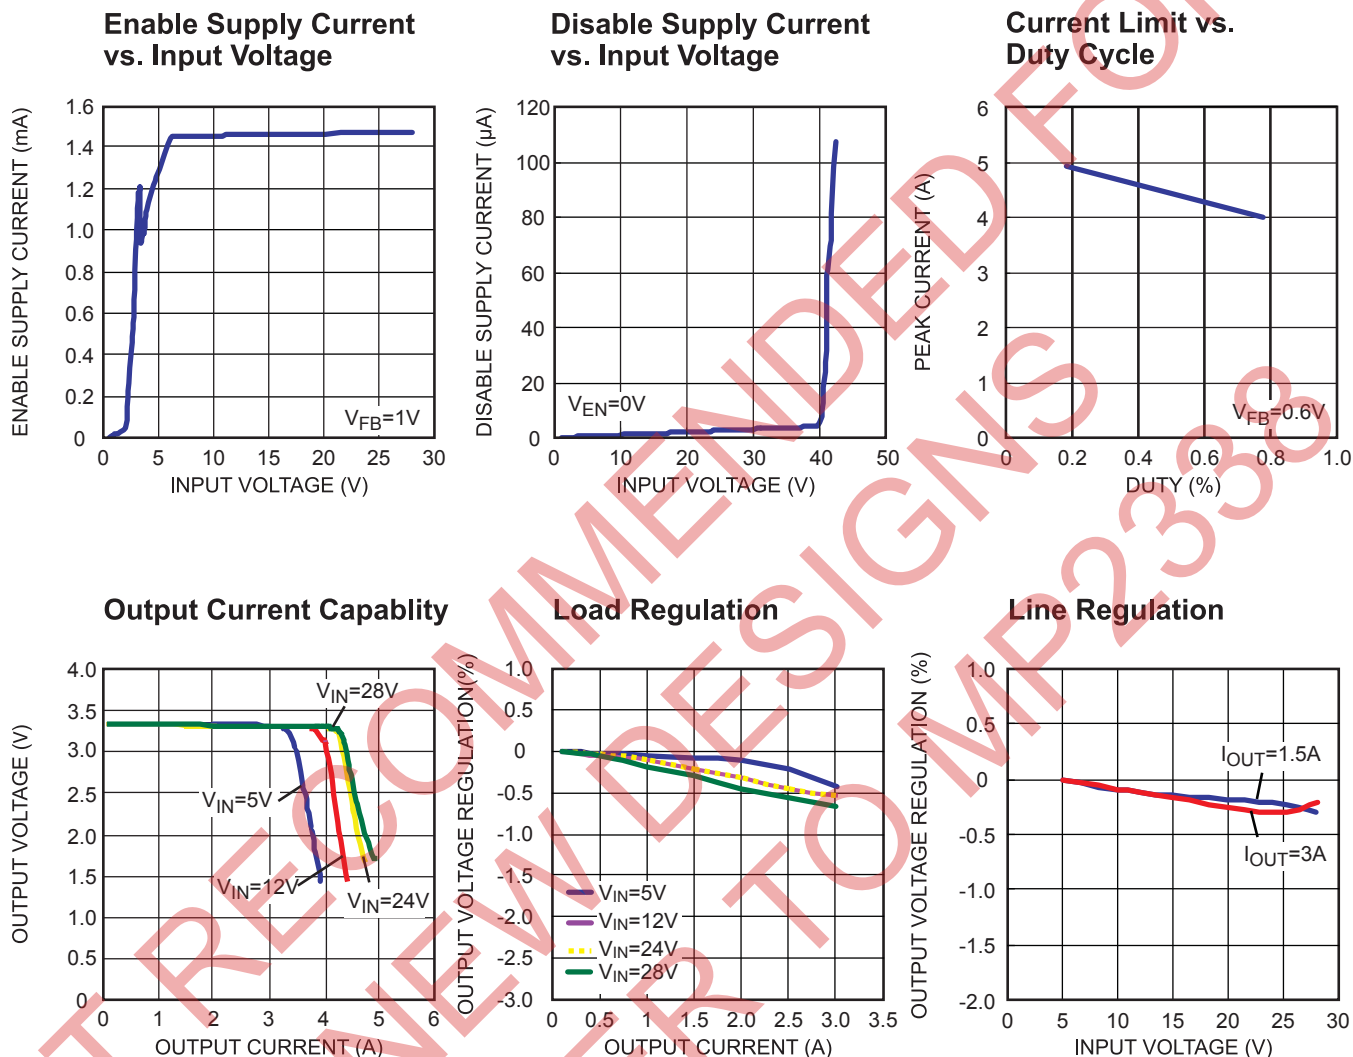 Enable Supply Current
vs. Input Voltage
ENABLE SUPPLY CURRENT (mA)
1.6
1.4
1.2
1.0
0.8
0.6
0.4
0.2
0
VFB=1V
0 5 10 15 20 25 30
INPUT VOLTAGE (V)
Disable Supply Current
vs. Input Voltage
DISABLE SUPPLY CURRENT (µA)
120
100
80
60
40
20
0
VEN=0V
0 10 20 30 40 50
INPUT VOLTAGE (V)
Current Limit vs.
Duty Cycle
PEAK CURRENT (A)
6
5
4
3
2
1
0
VFB=0.6V
0 0.2 0.4 0.6 0.8 1.0
DUTY (%)
Output Current Capablity
OUTPUT VOLTAGE (V)
4.0
3.5
3.0
2.5
2.0
1.5
1.0
0.5
0
VIN=28V
VIN=5V
VIN=12V
VIN=24V
0 1 2 3 4 5 6
OUTPUT CURRENT (A)
Load Regulation
OUTPUT VOLTAGE REGULATION(%)
1.0
0.5
0
-0.5
-1.0
-1.5
-2.0
-2.5
-3.0
VIN=5V
VIN=12V
VIN=24V
VIN=28V
0 0.5 1.0 1.5 2.0 2.5 3.0 3.5
OUTPUT CURRENT (A)
Line Regulation
OUTPUT VOLTAGE REGULATION (%)
1.0
0.5
0
-0.5
-1.0
-1.5
-2.0
IOUT=1.5A
IOUT=3A
0 5 10 15 20 25 30
INPUT VOLTAGE (V)
T RECOMMENDED FO
NEW DESIGNS
ER TO MP2338